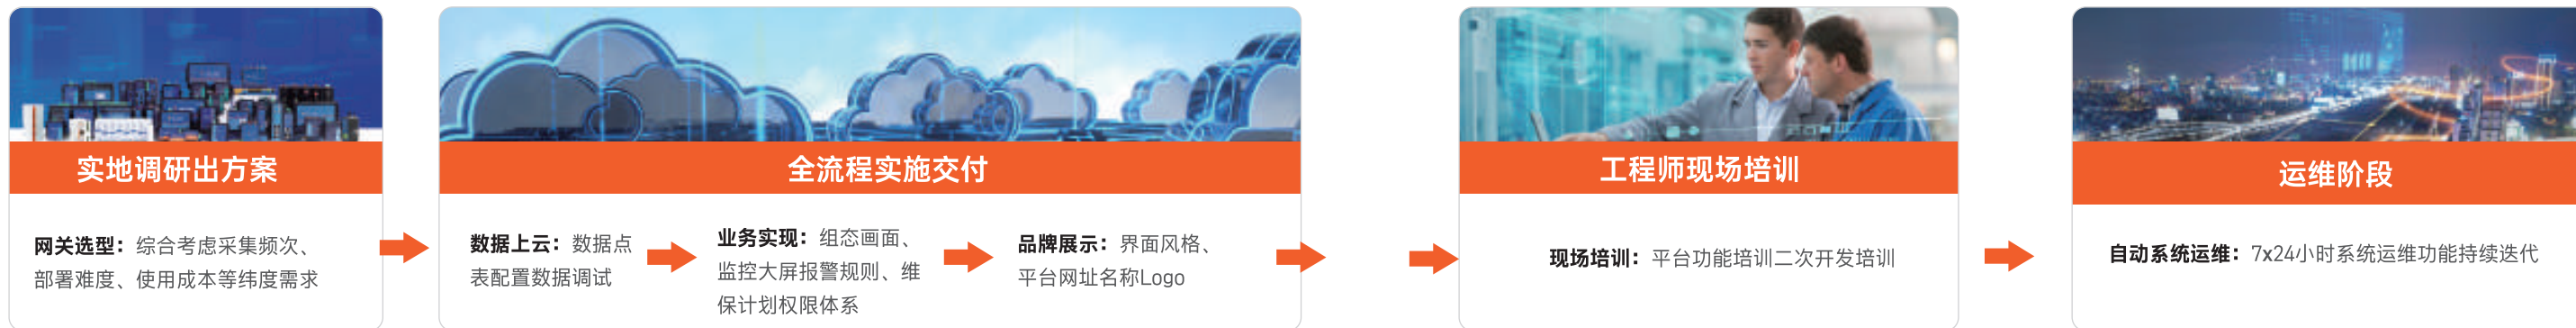 实地调研出方案
网关选型：综合考虑采集频次、
部署难度、使用成本等纬度需求
全流程实施交付
数据上云：数据点
表配置数据调试
业务实现：组态画面、
监控大屏报警规则、维
保计划权限体系
品牌展示：界面风格、
平台网址名称Logo
工程师现场培训
现场培训：平台功能培训二次开发培训
运维阶段
自动系统运维：7x24小时系统运维功能持续迭代